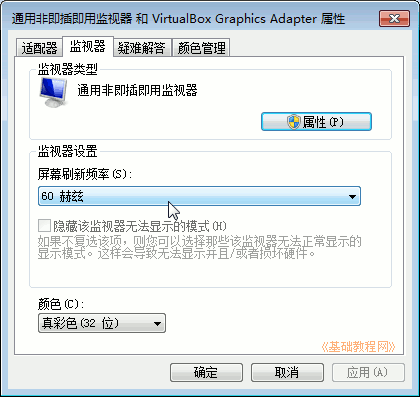 通用非即插即用监视器 和 VirtualBox Graphics Adapter 属性
适配器 监视器 疑难解答 颜色管理
监视器类型
通用非即插即用监视器
属性(P)
监视器设置
屏幕刷新频率(S):
60 赫兹
隐藏该监视器无法显示的模式(H)
如果不复选该项，则您可以选择那些该监视器无法正常显示的
显示模式。这样会导致无法显示并且/或者损坏硬件。
颜色(C):
真彩色(32 位)
《基础教程网》
确定 取消 应用(A)